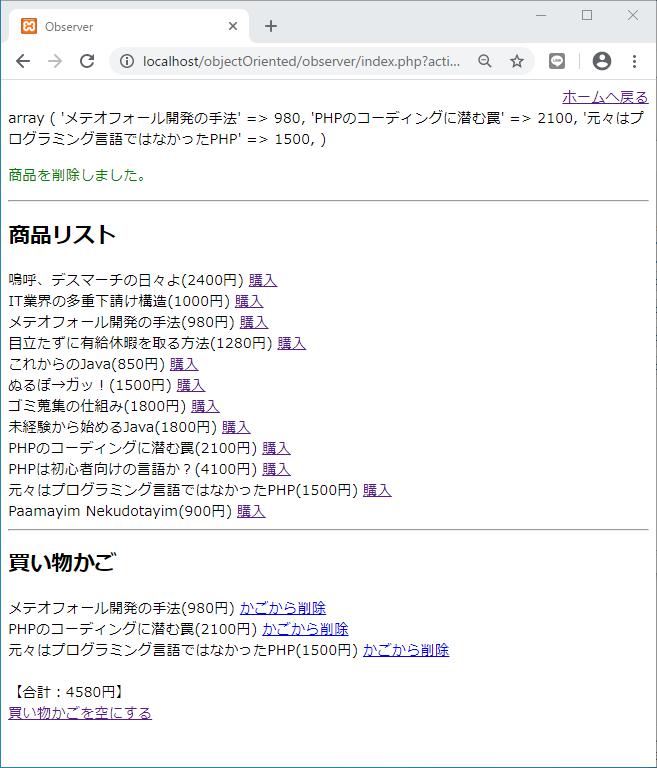 Observer
localhost/objectOriented/observer/index.php?acti...
ホームへ戻る
array ( 'メテオフォール開発の手法' => 980, 'PHPのコーディングに潜む罠' => 2100, '元々はプ
ログラミング言語ではなかったPHP' => 1500, )
商品を削除しました。
商品リスト
嗚呼、デスマーチの日々よ(2400円) 購入
IT業界の多重下請け構造(1000円) 購入
メテオフォール開発の手法(980円) 購入
目立たずに有給休暇を取る方法(1280円) 購入
これからのJava(850円) 購入
ぬるぽ→ガッ！(1500円) 購入
ゴミ蒐集の仕組み(1800円) 購入
未経験から始めるJava(1800円) 購入
PHPのコーディングに潜む罠(2100円) 購入
PHPは初心者向けの言語か？(4100円) 購入
元々はプログラミング言語ではなかったPHP(1500円) 購入
Paamayim Nekudotayim(900円) 購入
買い物かご
メテオフォール開発の手法(980円) かごから削除
PHPのコーディングに潜む罠(2100円) かごから削除
元々はプログラミング言語ではなかったPHP(1500円) かごから削除
【合計：4580円】
買い物かごを空にする